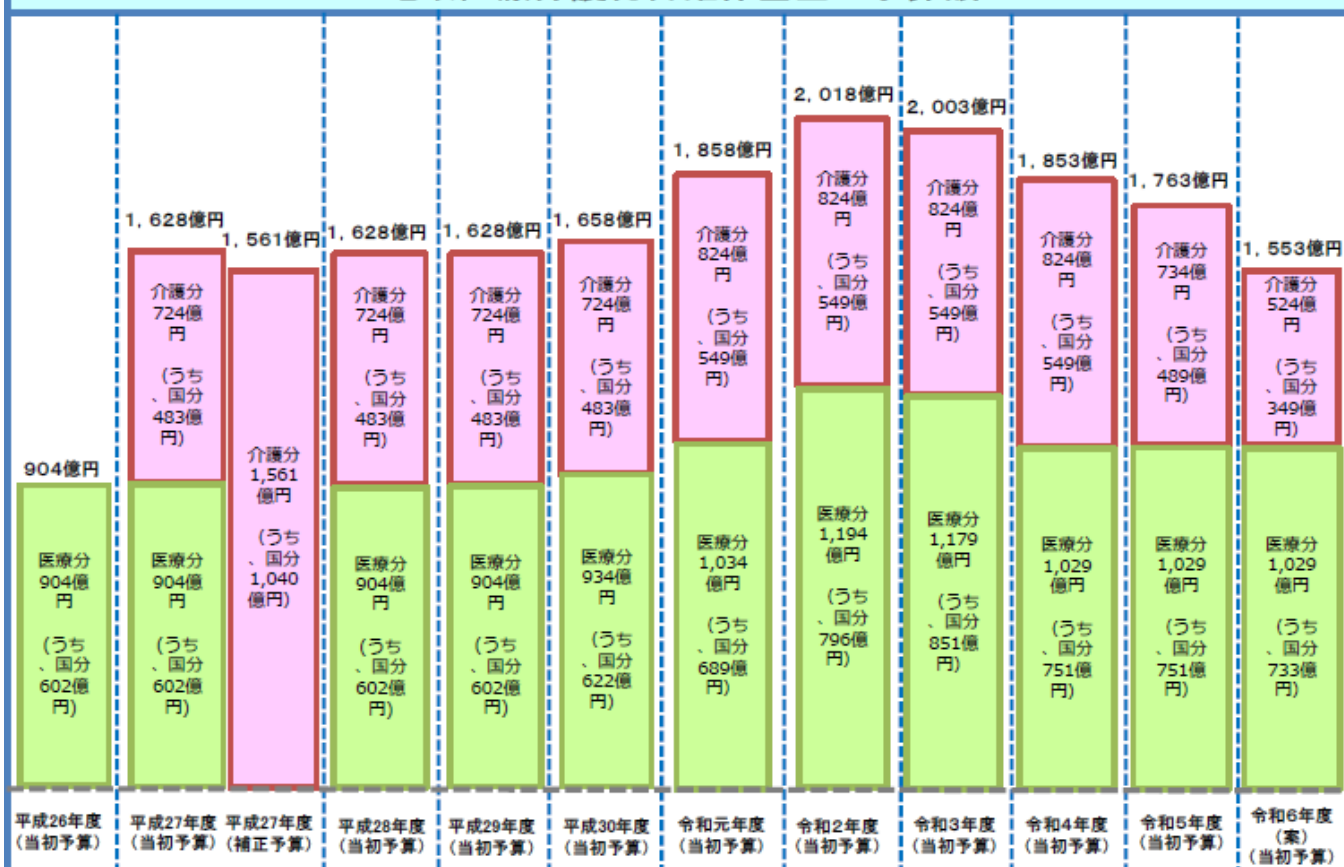 904億円
医療分
904億
円
(うち
、国分
602億
円)
平成26年度
(当初予算)
1,628億円
介護分
724億
円
(うち
、国分
483億
円)
医療分
904億
円
(うち
、国分
602億
円)
平成27年度
(当初予算)
1,561億円
介護分
1,561
億円
(うち
、国分
1,040
億円)
平成27年度
(補正予算)
1,628億円
介護分
724億
円
(うち
、国分
483億
円)
医療分
904億
円
(うち
、国分
602億
円)
平成28年度
(当初予算)
1,628億円
介護分
724億
円
(うち
、国分
483億
円)
医療分
904億
円
(うち
、国分
602億
円)
平成29年度
(当初予算)
1,658億円
介護分
724億
円
(うち
、国分
483億
円)
医療分
934億
円
(うち
、国分
622億
円)
平成30年度
(当初予算)
1,858億円
介護分
824億
円
(うち
、国分
549億
円)
医療分
1,034
億円
(うち
、国分
689億
円)
令和元年度
(当初予算)
2,018億円
介護分
824億
円
(うち
、国分
549億
円)
医療分
1,194
億円
(うち
、国分
796億
円)
令和2年度
(当初予算)
2,003億円
介護分
824億
円
(うち
、国分
549億
円)
医療分
1,179
億円
(うち
、国分
851億
円)
令和3年度
(当初予算)
1,853億円
介護分
824億
円
(うち
、国分
549億
円)
医療分
1,029
億円
(うち
、国分
751億
円)
令和4年度
(当初予算)
1,763億円
介護分
734億
円
(うち
、国分
489億
円)
医療分
1,029
億円
(うち
、国分
751億
円)
令和5年度
(当初予算)
1,553億円
介護分
524億
円
(うち
、国分
349億
円)
医療分
1,029
億円
(うち
、国分
733億
円)
令和6年度
(案)
(当初予算)